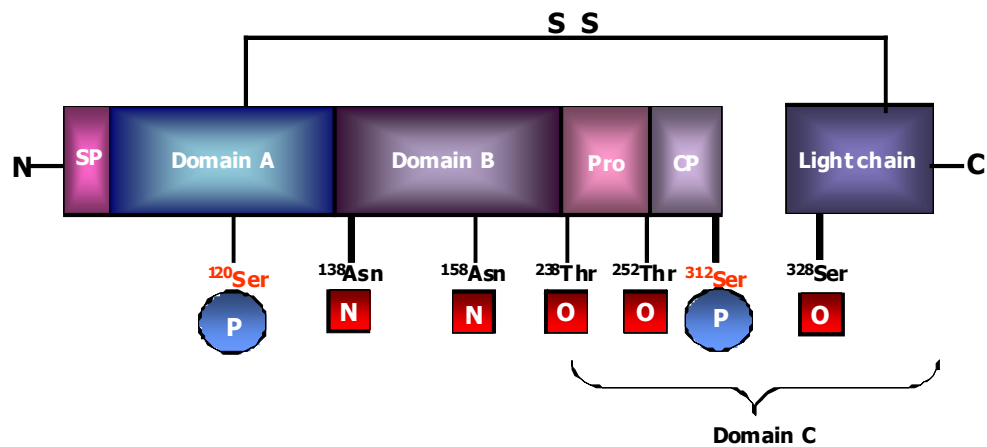 S S
N SP Domain A Domain B Pro CP Light chain C
120Ser 138Asn 158Asn 238Thr 252Thr 312Ser 328Ser
P N N O O P O
Domain C